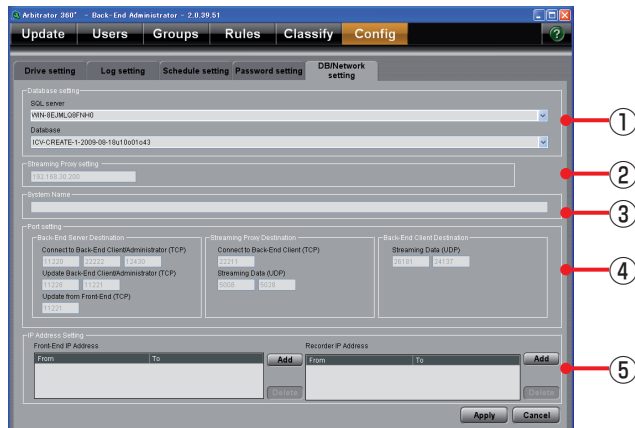 Arbitrator 360° - Back-End Administrator - 2.0.39.51
Update Users Groups Rules Classify Config ?
Drive setting Log setting Schedule setting Password setting DB/Network setting
Database setting
SQL server
WIN-8EJMLQ8FNH0
①
Database
ICV-CREATE-1-2009-08-18u10o01o43
Streaming Proxy setting
192.168.30.200
②
System Name
③
Port setting
Back-End Server Destination
Connect to Back-End Client/Administrator (TCP)
11220 22222 12430
Update Back-End Client/Administrator (TCP)
11220 11221
Update from Front-End (TCP)
11221
Streaming Proxy Destination
Connect to Back-End Client (TCP)
22211
Streaming Data (UDP)
5008 5028
Back-End Client Destination
Streaming Data (UDP)
24137
④
IP Address Setting
Front-End IP Address
From To
Add
Delete
Recorder IP Address
From To
Add
Delete
⑤
Apply Cancel